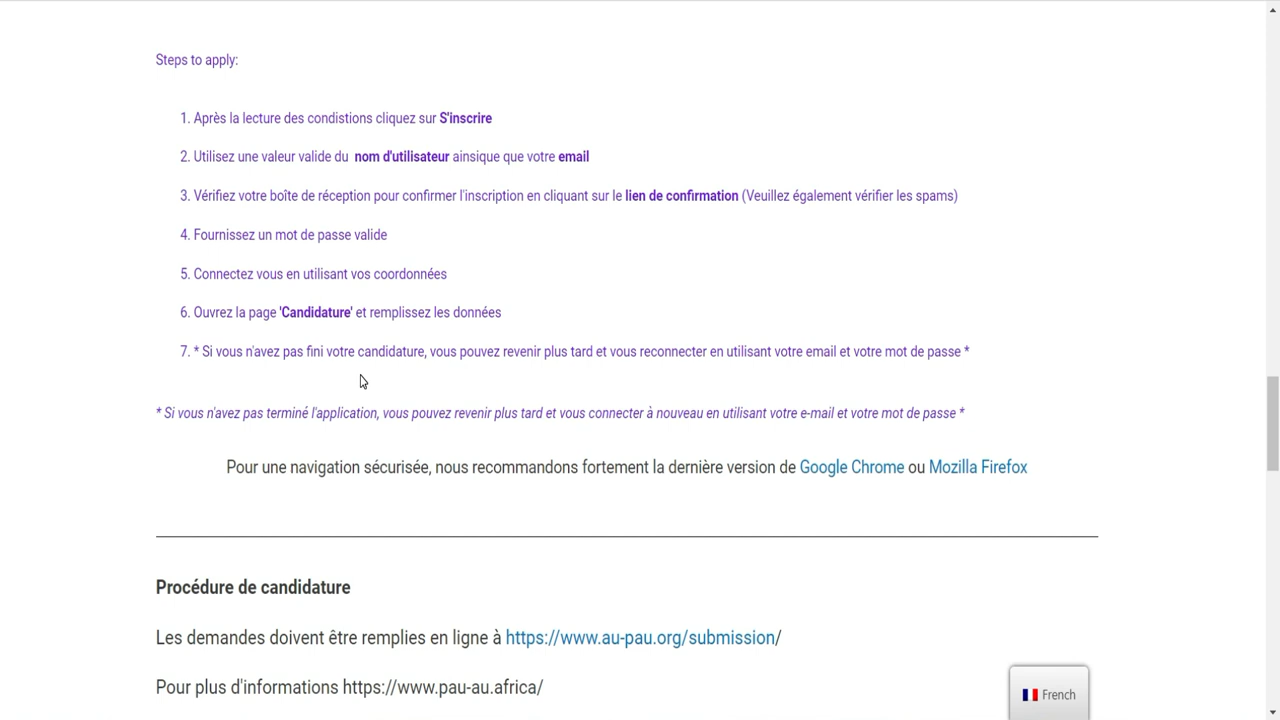 Steps to apply:
1. Après la lecture des condistions cliquez sur S'inscrire
2. Utilisez une valeur valide du nom d'utilisateur ainsique que votre email
3. Vérifiez votre boîte de réception pour confirmer l'inscription en cliquant sur le lien de confirmation (Veuillez également vérifier les spams)
4. Fournissez un mot de passe valide
5. Connectez vous en utilisant vos coordonnées
6. Ouvrez la page 'Candidature' et remplissez les données
7. * Si vous n'avez pas fini votre candidature, vous pouvez revenir plus tard et vous reconnecter en utilisant votre email et votre mot de passe *
* Si vous n'avez pas terminé l'application, vous pouvez revenir plus tard et vous connecter à nouveau en utilisant votre e-mail et votre mot de passe *
Pour une navigation sécurisée, nous recommandons fortement la dernière version de Google Chrome ou Mozilla Firefox
Procédure de candidature
Les demandes doivent être remplies en ligne à https://www.au-pau.org/submission/
Pour plus d'informations https://www.pau-au.africa/
French